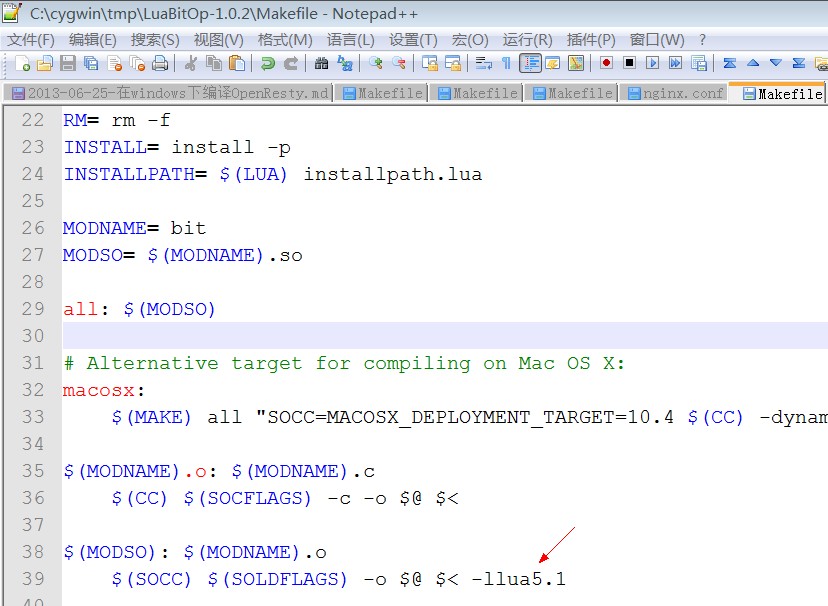 C:\cygwin\tmp\LuaBitOp-1.0.2\Makefile - Notepad++
文件(F) 编辑(E) 搜索(S) 视图(V) 格式(M) 语言(L) 设置(T) 宏(O) 运行(R) 插件(P) 窗口(W) ?
2013-06-25-在windows下编译OpenResty.md Makefile Makefile Makefile nginx.conf Makefile
22 RM= rm -f
23 INSTALL= install -p
24 INSTALLPATH= $(LUA) installpath.lua
25
26 MODNAME= bit
27 MODSO= $(MODNAME).so
28
29 all: $(MODSO)
30
31 # Alternative target for compiling on Mac OS X:
32 macosx:
33 $(MAKE) all "SOCC=MACOSX_DEPLOYMENT_TARGET=10.4 $(CC) -dynam
34
35 $(MODNAME).o: $(MODNAME).c
36 $(CC) $(SOCFLAGS) -c -o $@ $<
37
38 $(MODSO): $(MODNAME).o
39 $(SOCC) $(SOLDFLAGS) -o $@ $< -llua5.1
40